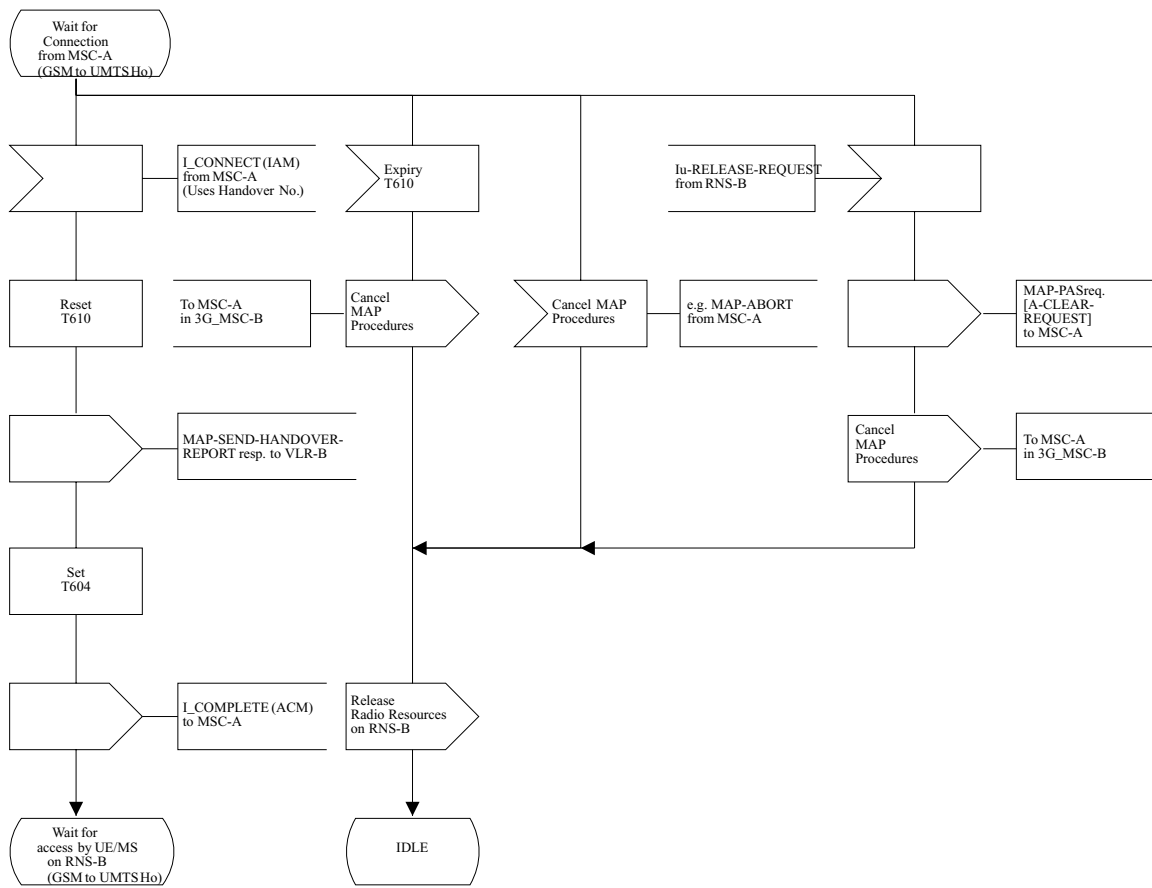 Wait for
Connection
from MSC-A
(GSM to UMTS Ho)
I_CONNECT (IAM)
from MSC-A
(Uses Handover No.)
Expiry
T610
Iu-RELEASE-REQUEST
from RNS-B
Reset
T610
To MSC-A
in 3G_MSC-B
Cancel
MAP
Procedures
Cancel MAP
Procedures
e.g. MAP-ABORT
from MSC-A
MAP-PASreq.
[A-CLEAR-
REQUEST]
to MSC-A
MAP-SEND-HANDOVER-
REPORT resp. to VLR-B
Cancel
MAP
Procedures
To MSC-A
in 3G_MSC-B
Set
T604
I_COMPLETE (ACM)
to MSC-A
Release
Radio Resources
on RNS-B
Wait for
access by UE/MS
on RNS-B
(GSM to UMTS Ho)
IDLE